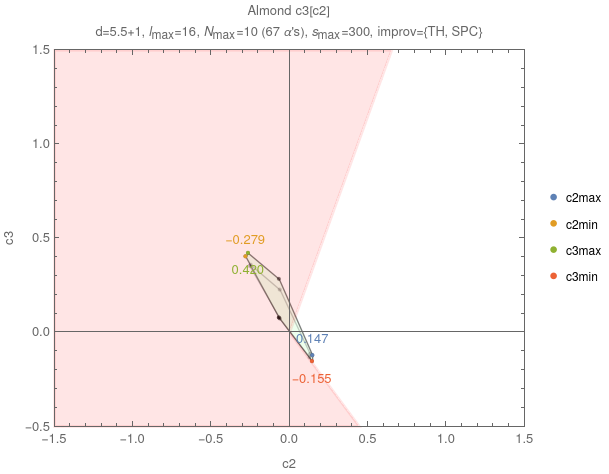 Almond c3[c2]
d=5.5+1, lmax=16, Nmax=10 (67 α's), smax=300, improv={TH, SPC}
1.5
1.0
0.5
0.0
−0.5
c3
−0.279
0.420
0.147
−0.155
c2max
c2min
c3max
c3min
−1.5 −1.0 −0.5 0.0 0.5 1.0 1.5
c2